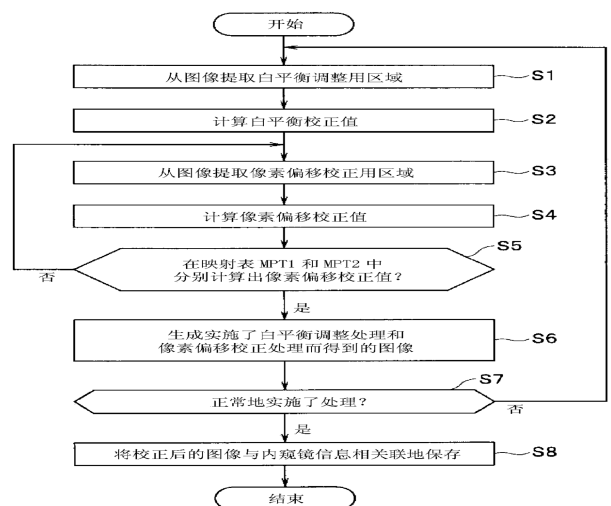 开始
从图像提取白平衡调整用区域
S1
计算白平衡校正值
S2
从图像提取像素偏移校正用区域
S3
计算像素偏移校正值
S4
S5
在映射表 MPT1 和 MPT2 中
分别计算出像素偏移校正值？
否
是
生成实施了白平衡调整处理和
像素偏移校正处理而得到的图像
S6
S7
正常地实施了处理？
否
是
将校正后的图像与内窥镜信息相关联地保存
S8
结束